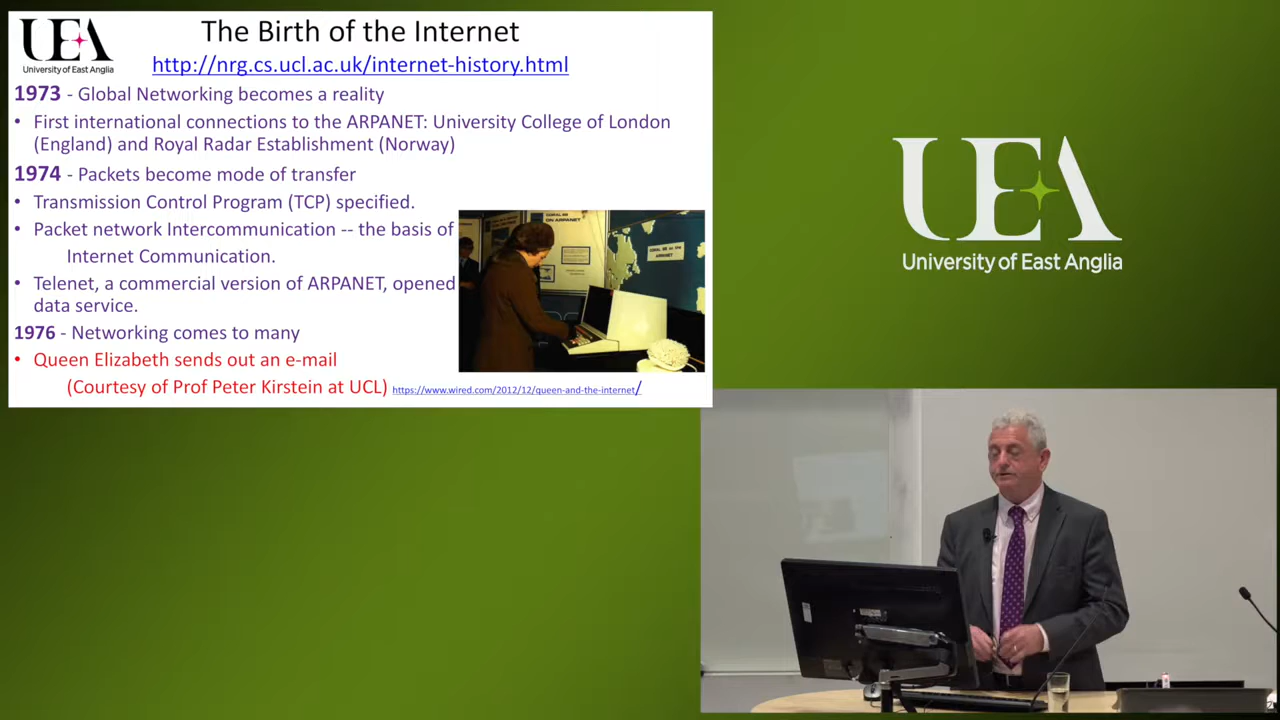 UEA
University of East Anglia
The Birth of the Internet
http://nrg.cs.ucl.ac.uk/internet-history.html
1973 - Global Networking becomes a reality
• First international connections to the ARPANET: University College of London
(England) and Royal Radar Establishment (Norway)
1974 - Packets become mode of transfer
• Transmission Control Program (TCP) specified.
• Packet network Intercommunication -- the basis of
Internet Communication.
• Telenet, a commercial version of ARPANET, opened
data service.
1976 - Networking comes to many
• Queen Elizabeth sends out an e-mail
(Courtesy of Prof Peter Kirstein at UCL) https://www.wired.com/2012/12/queen-and-the-internet/
ON ARPANET
ARPANET
UEA
University of East Anglia